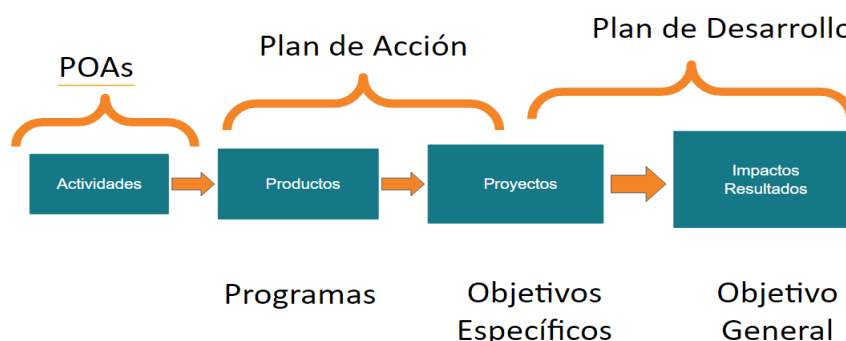 POAs
Plan de Acción
Plan de Desarrollo
Actividades
Productos
Proyectos
Impactos
Resultados
Programas
Objetivos
Específicos
Objetivo
General